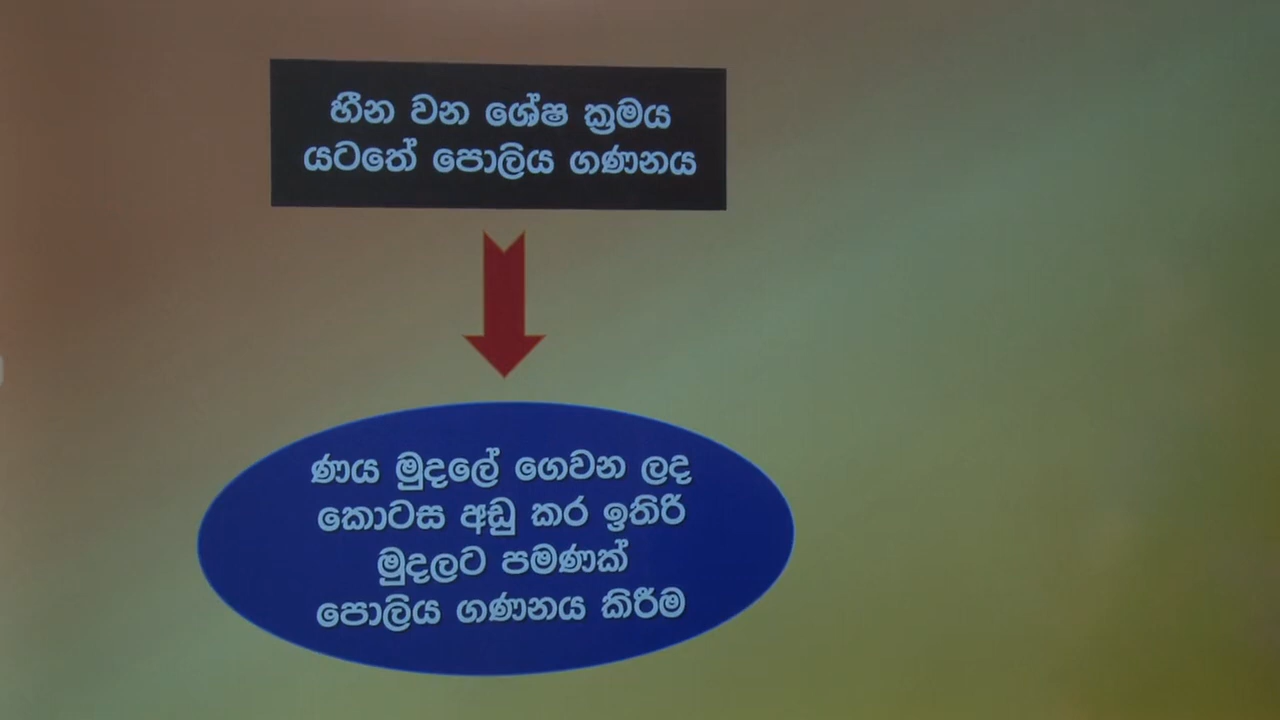 හීන වන ශේෂ ක්‍රමය
යටතේ පොලිය ගණනය
ණය මුදලේ ගෙවන ලද
කොටස අඩු කර ඉතිරි
මුදලට පමණක්
පොලිය ගණනය කිරීම